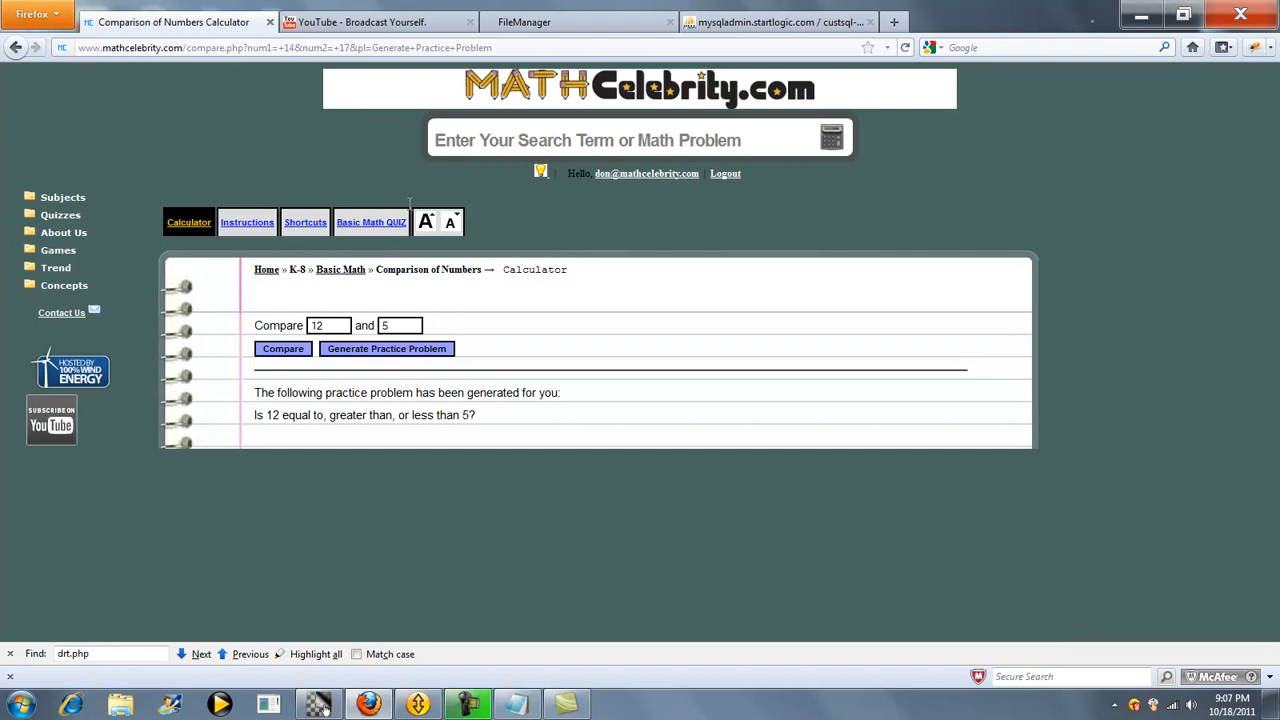 Firefox
Comparison of Numbers Calculator
YouTube - Broadcast Yourself.
FileManager
mysqladmin.startlogic.com / custsql-...
www.mathcelebrity.com/compare.php?num1=+14&num2=+17&pl=Generate+Practice+Problem
Google
MATHCelebrity.com
Enter Your Search Term or Math Problem
Hello, don@mathcelebrity.com | Logout
Subjects
Quizzes
About Us
Games
Trend
Concepts
Contact Us
HOSTED BY
100% WIND
ENERGY
SUBSCRIBE ON
YouTube
Calculator
Instructions
Shortcuts
Basic Math QUIZ
A
A
Home » K-8 » Basic Math » Comparison of Numbers → Calculator
Compare 12 and 5
Compare
Generate Practice Problem
The following practice problem has been generated for you:
Is 12 equal to, greater than, or less than 5?
Find: drt.php
Next
Previous
Highlight all
Match case
Secure Search
McAfee
9:07 PM
10/18/2011